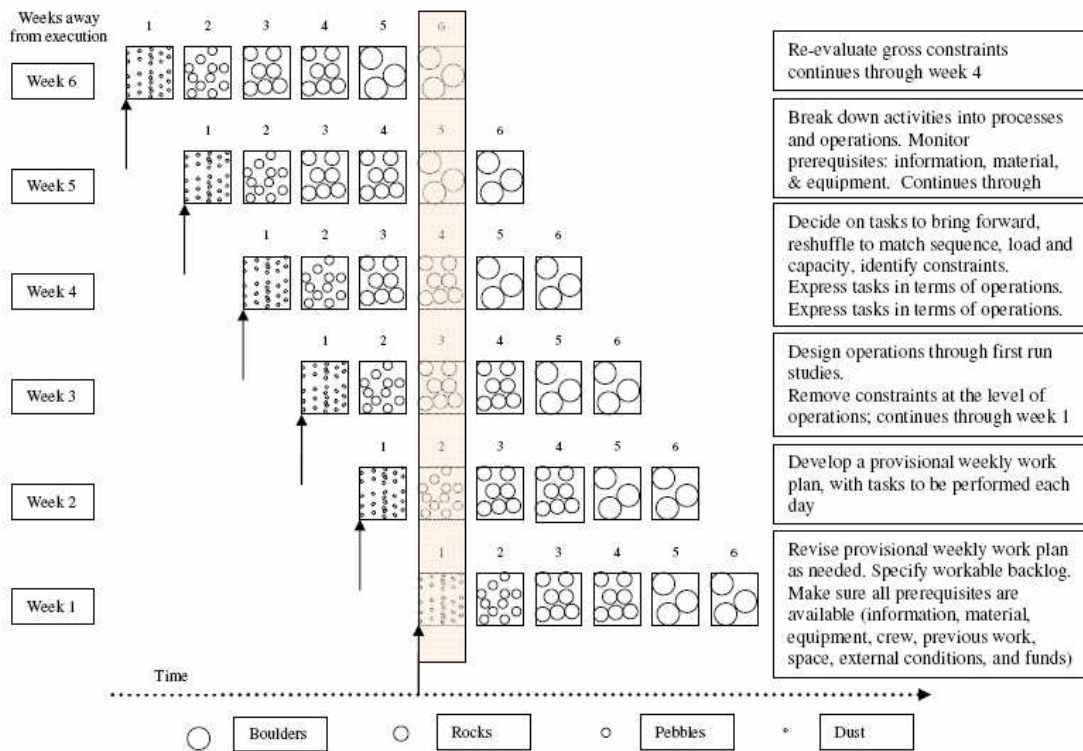 Weeks away
from execution
1 2 3 4 5 6
Week 6
Re-evaluate gross constraints
continues through week 4
1 2 3 4 5 6
Week 5
Break down activities into processes
and operations. Monitor
prerequisites: information, material,
& equipment. Continues through
1 2 3 4 5 6
Week 4
Decide on tasks to bring forward,
reshuffle to match sequence, load and
capacity, identify constraints.
Express tasks in terms of operations.
Express tasks in terms of operations.
1 2 3 4 5 6
Week 3
Design operations through first run
studies.
Remove constraints at the level of
operations; continues through week 1
1 2 3 4 5 6
Week 2
Develop a provisional weekly work
plan, with tasks to be performed each
day
1 2 3 4 5 6
Week 1
Revise provisional weekly work plan
as needed. Specify workable backlog.
Make sure all prerequisites are
available (information, material,
equipment, crew, previous work,
space, external conditions, and funds)
Time
Boulders
Rocks
Pebbles
Dust